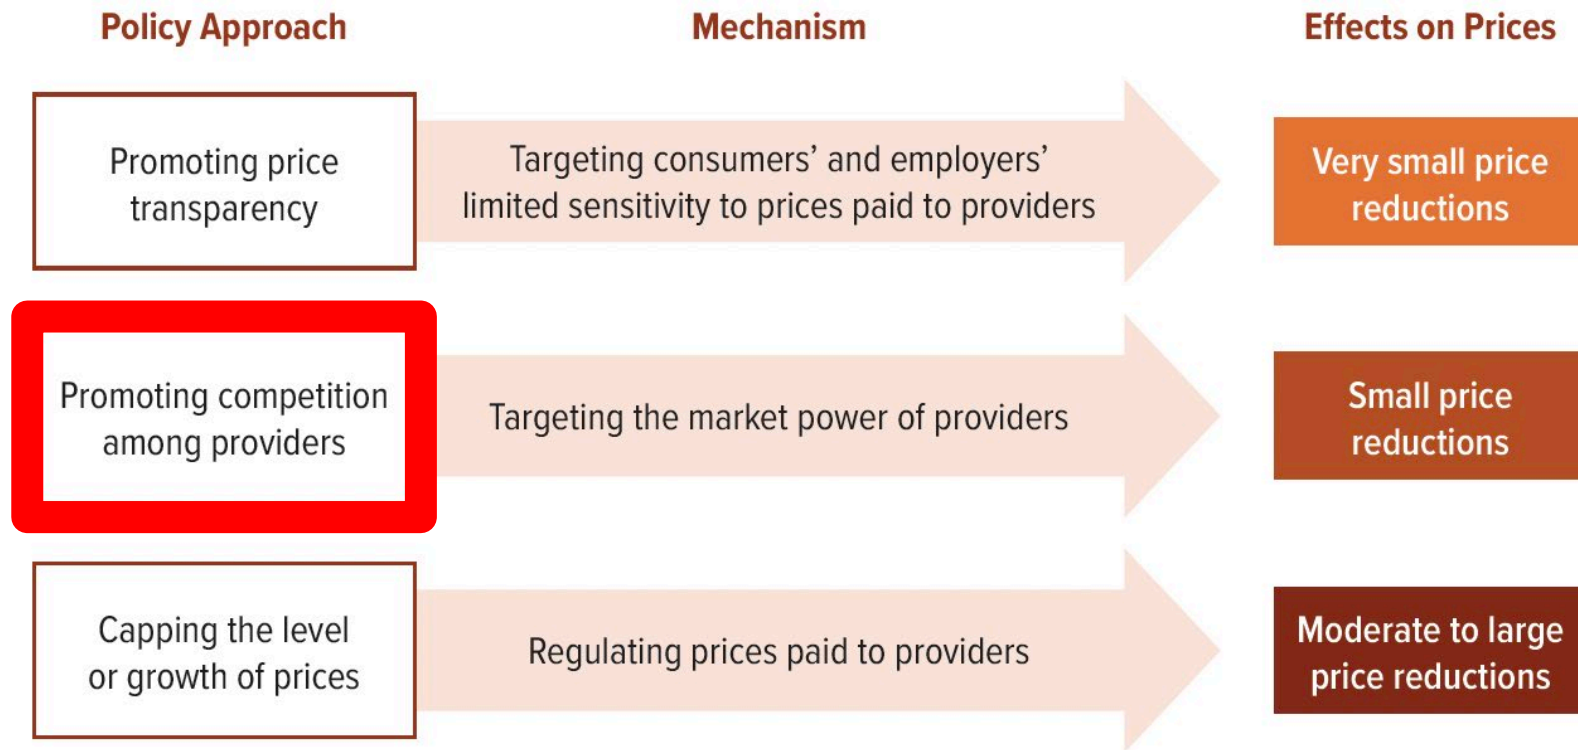 Policy Approach
Mechanism
Effects on Prices
Promoting price
transparency
Targeting consumers’ and employers’
limited sensitivity to prices paid to providers
Very small price
reductions
Promoting competition
among providers
Targeting the market power of providers
Small price
reductions
Capping the level
or growth of prices
Regulating prices paid to providers
Moderate to large
price reductions